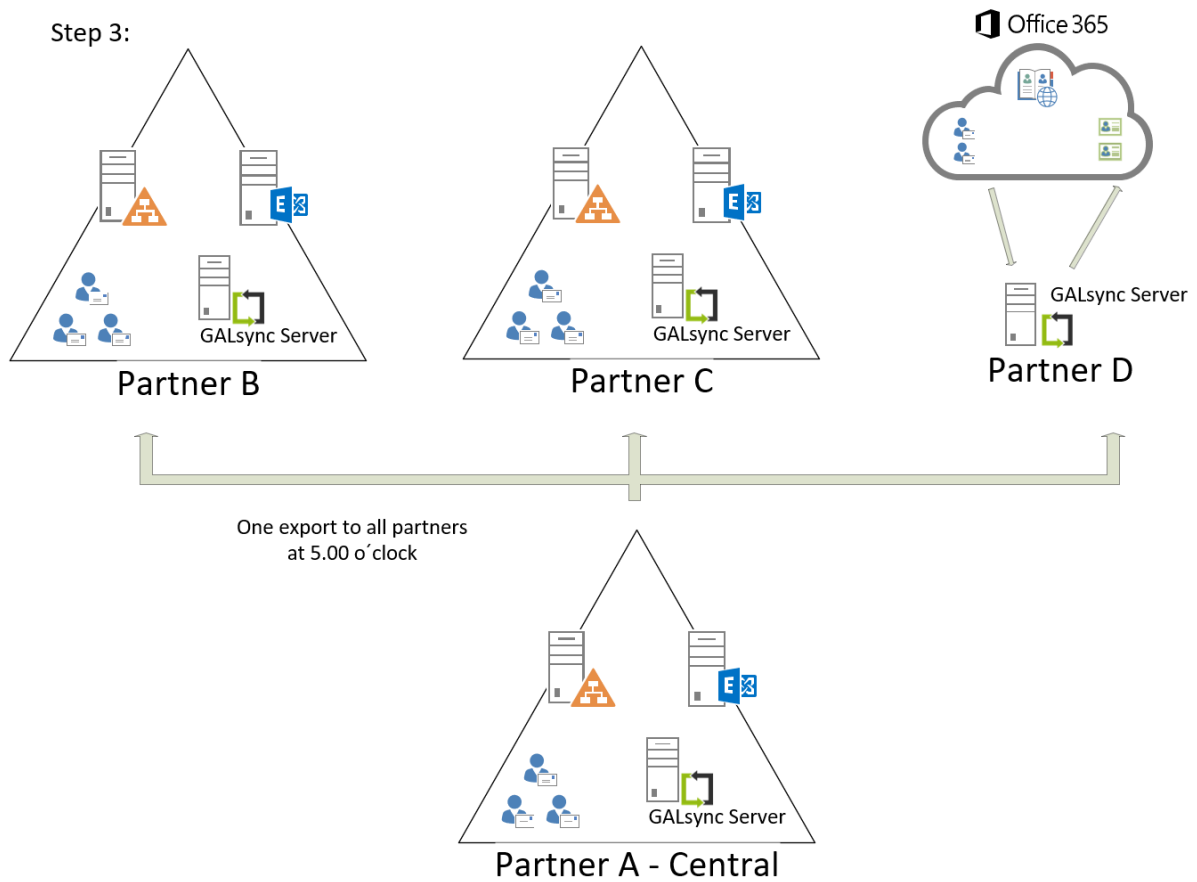 Step 3:
Office 365
GALsync Server
Partner B
GALsync Server
Partner C
GALsync Server
Partner D
One export to all partners
at 5.00 o´clock
GALsync Server
Partner A - Central